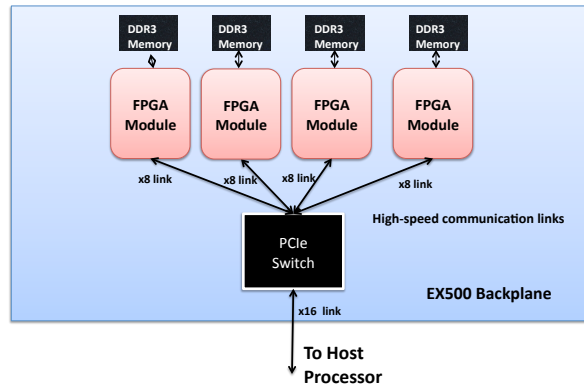 DDR3 Memory
DDR3 Memory
DDR3 Memory
DDR3 Memory
FPGA Module
FPGA Module
FPGA Module
FPGA Module
x8 link
x8 link
x8 link
x8 link
High-speed communication links
PCIe
Switch
EX500 Backplane
x16 link
To Host
Processor